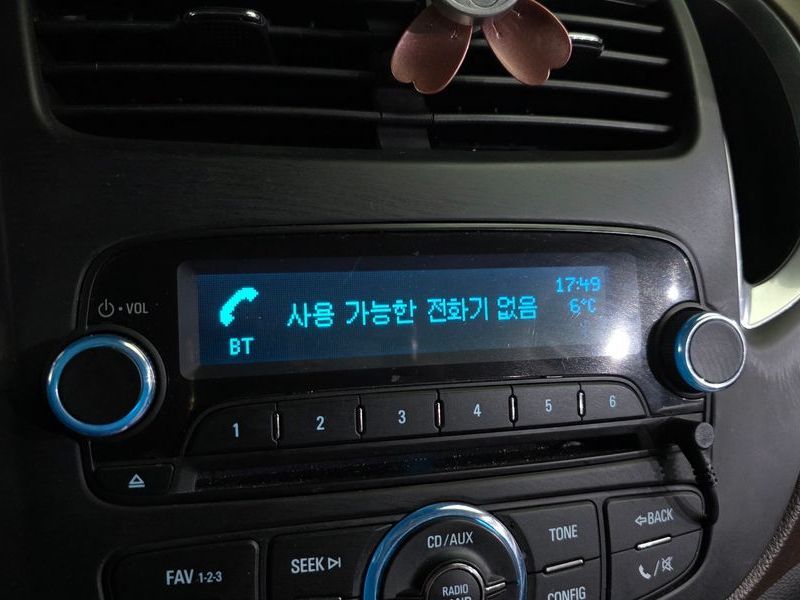 VOL
17:49
사용 가능한 전화기 없음
6°C
BT
1 2 3 4 5 6
CD/AUX
TONE
BACK
SEEK
FAV 1-2-3
RADIO
CONFIG